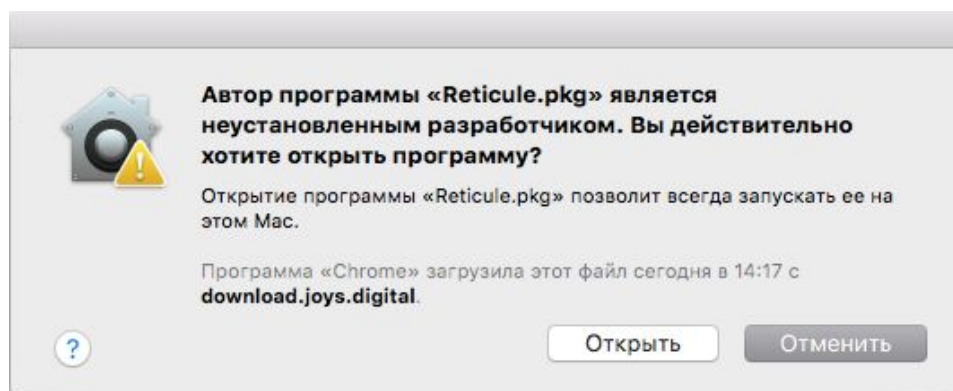 Автор программы «Reticule.pkg» является
неустановленным разработчиком. Вы действительно
хотите открыть программу?
Открытие программы «Reticule.pkg» позволит всегда запускать ее на
этом Mac.
Программа «Chrome» загрузила этот файл сегодня в 14:17 с
download.joys.digital.
?
Открыть
Отменить